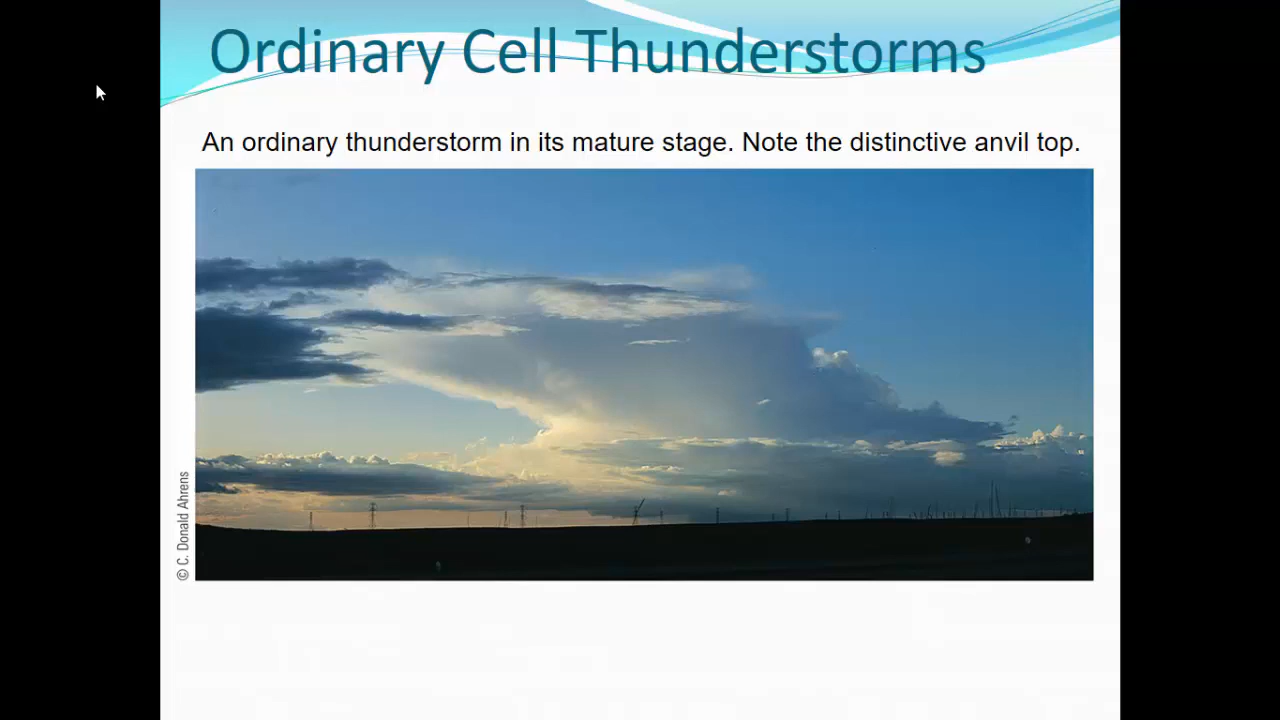 Ordinary Cell Thunderstorms
An ordinary thunderstorm in its mature stage. Note the distinctive anvil top.
© C. Donald Ahrens